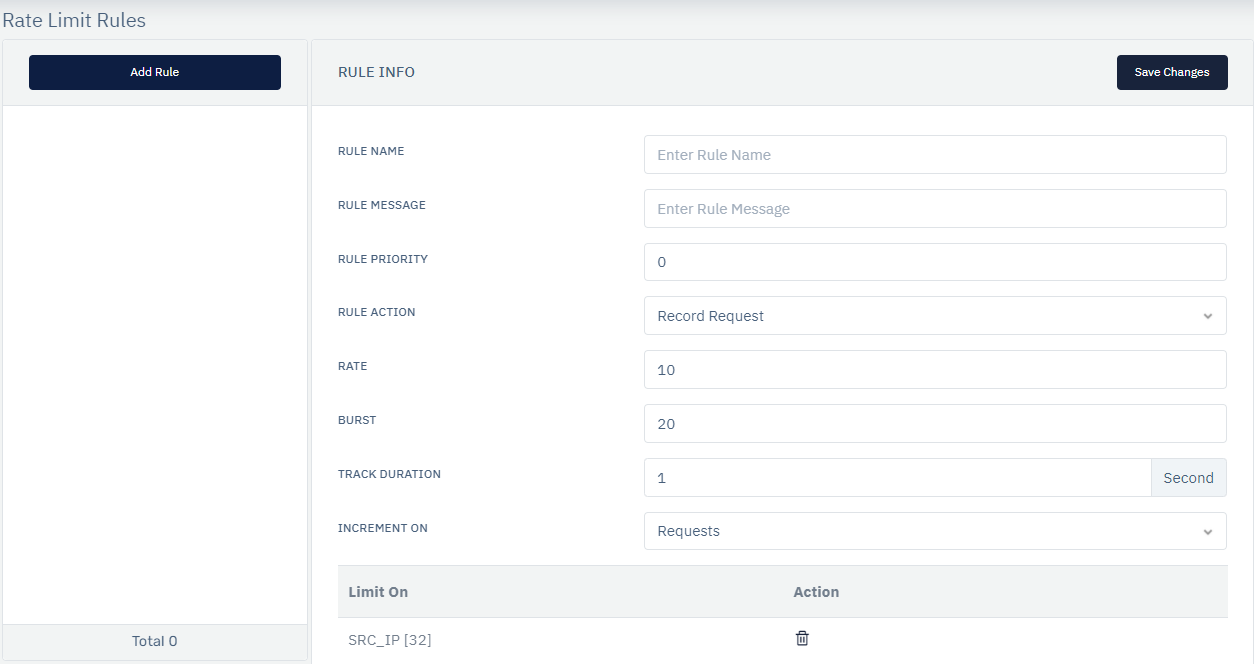 Rate Limit Rules
Add Rule
Total 0
RULE INFO
Save Changes
RULE NAME
Enter Rule Name
RULE MESSAGE
Enter Rule Message
RULE PRIORITY
0
RULE ACTION
Record Request
RATE
10
BURST
20
TRACK DURATION
1
Second
INCREMENT ON
Requests
Limit On
Action
SRC_IP [32]